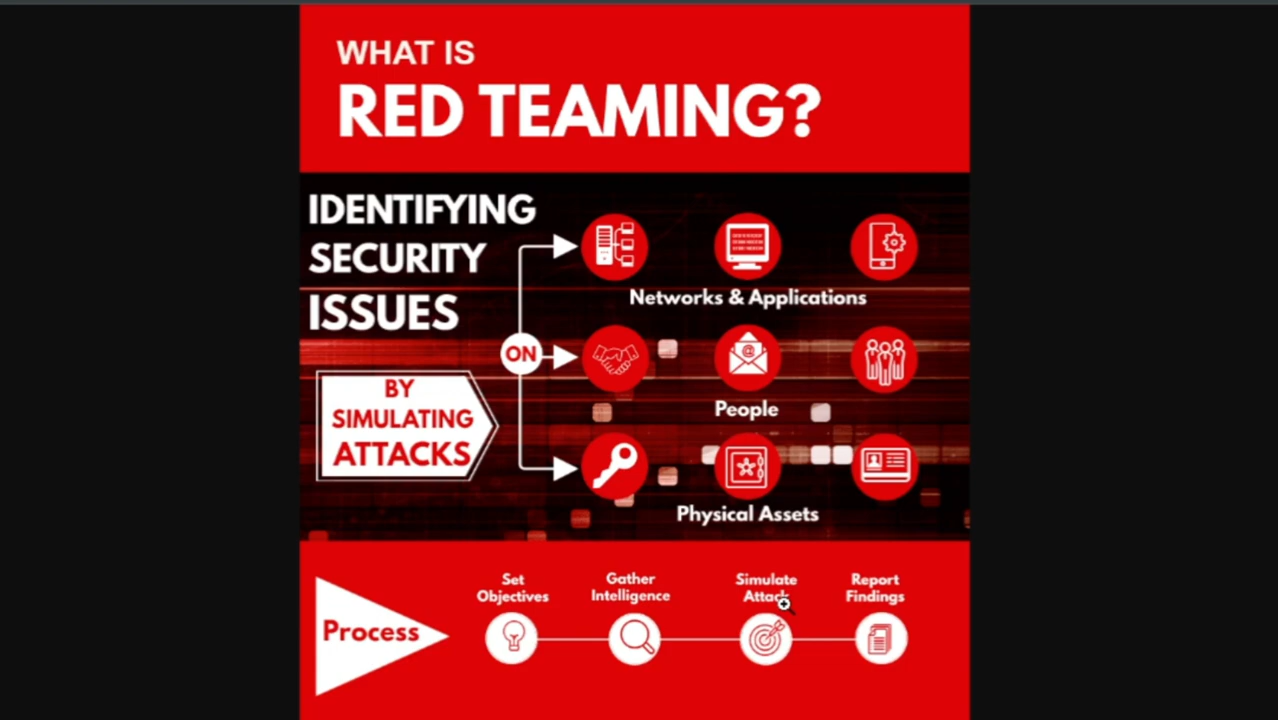 WHAT IS
RED TEAMING?
IDENTIFYING
SECURITY
ISSUES
BY
SIMULATING
ATTACKS
ON
Networks & Applications
@
People
Physical Assets
Process
Set
Objectives
Gather
Intelligence
Simulate
Attack
Report
Findings